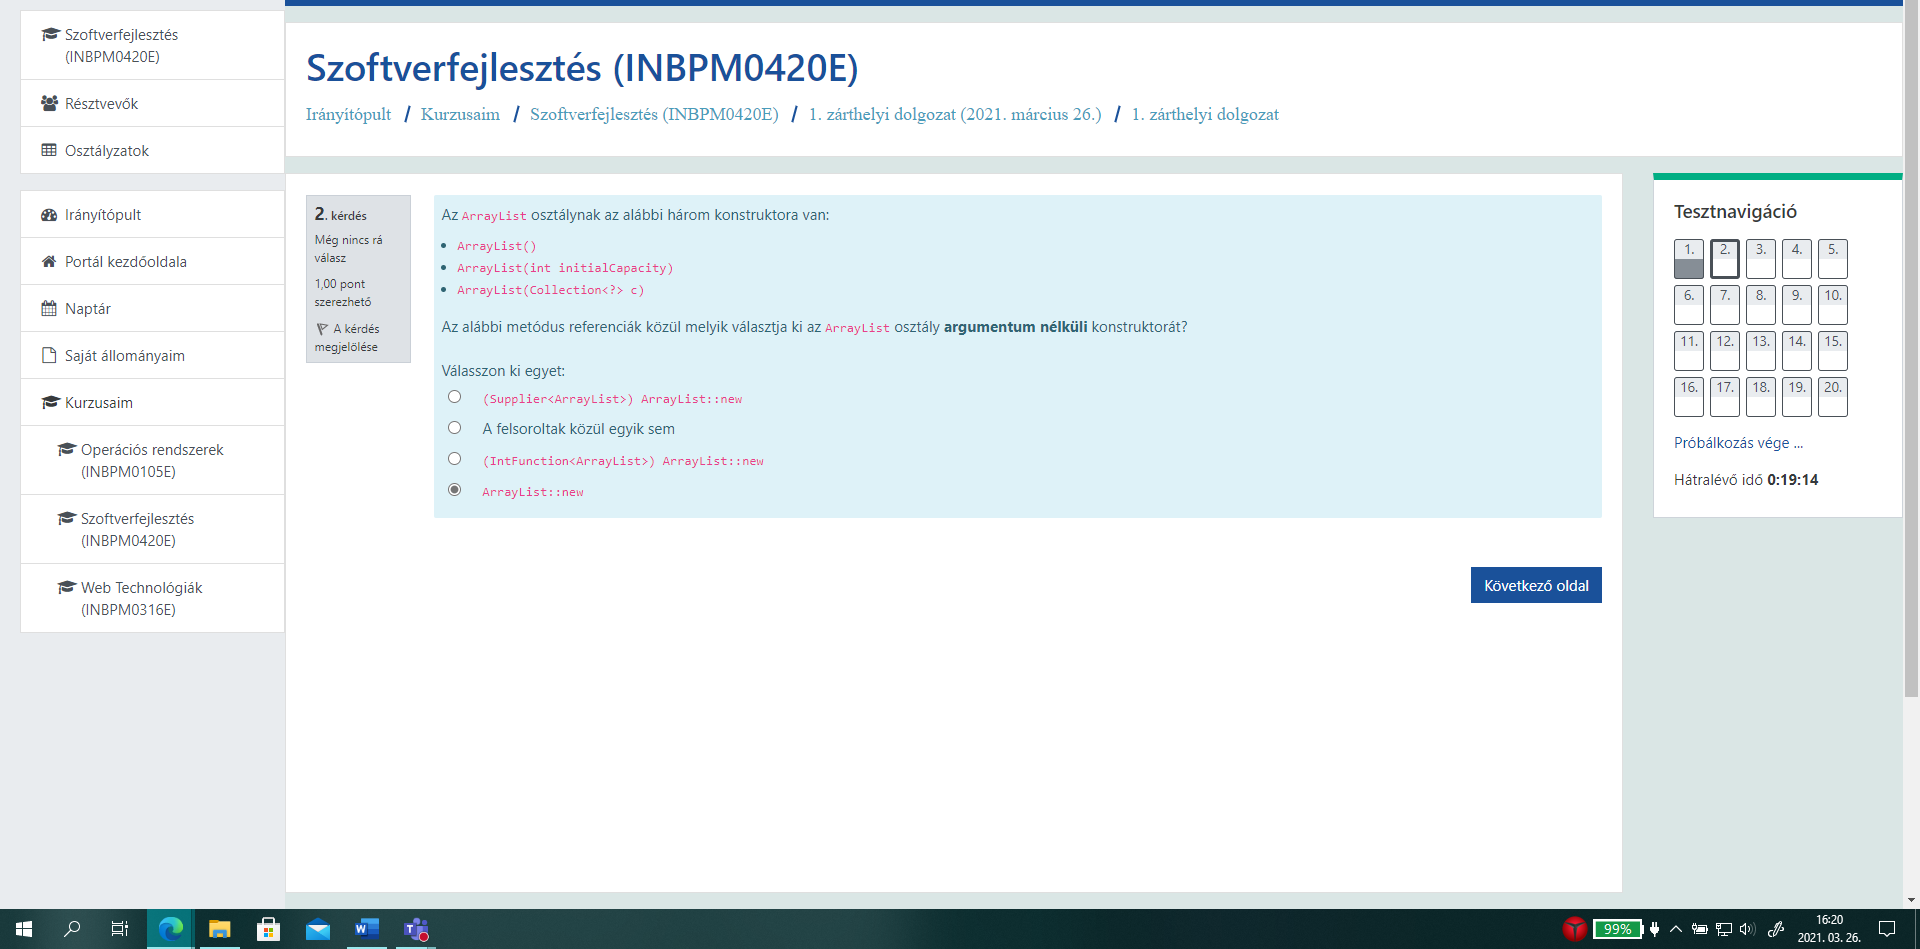 Szoftverfejlesztés
(INBPM0420E)
Résztvevők
Osztályzatok
Irányítópult
Portál kezdőoldala
Naptár
Saját állományaim
Kurzusaim
Operációs rendszerek
(INBPM0105E)
Szoftverfejlesztés
(INBPM0420E)
Web Technológiák
(INBPM0316E)
Szoftverfejlesztés (INBPM0420E)
Irányítópult / Kurzusaim / Szoftverfejlesztés (INBPM0420E) / 1. zárthelyi dolgozat (2021. március 26.) / 1. zárthelyi dolgozat
2. kérdés
Még nincs rá
válasz
1,00 pont
szerezhető
A kérdés
megjelölése
Az ArrayList osztálynak az alábbi három konstruktora van:
ArrayList()
ArrayList(int initialCapacity)
ArrayList(Collection<?> c)
Az alábbi metódus referenciák közül melyik választja ki az ArrayList osztály argumentum nélküli konstruktorát?
Válasszon ki egyet:
(Supplier<ArrayList>) ArrayList::new
A felsoroltak közül egyik sem
(IntFunction<ArrayList>) ArrayList::new
ArrayList::new
Következő oldal
Tesztnavigáció
1. 2. 3. 4. 5.
6. 7. 8. 9. 10.
11. 12. 13. 14. 15.
16. 17. 18. 19. 20.
Próbálkozás vége ...
Hátralévő idő 0:19:14
99%
16:20
2021. 03. 26.